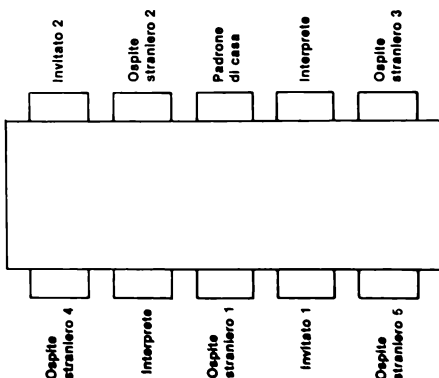 Invitato 2
Ospite
straniero 2
Padrone
di casa
Interprete
Ospite
straniero 3
Ospite
straniero 4
Interprete
Ospite
straniero 1
Invitato 1
Ospite
straniero 5